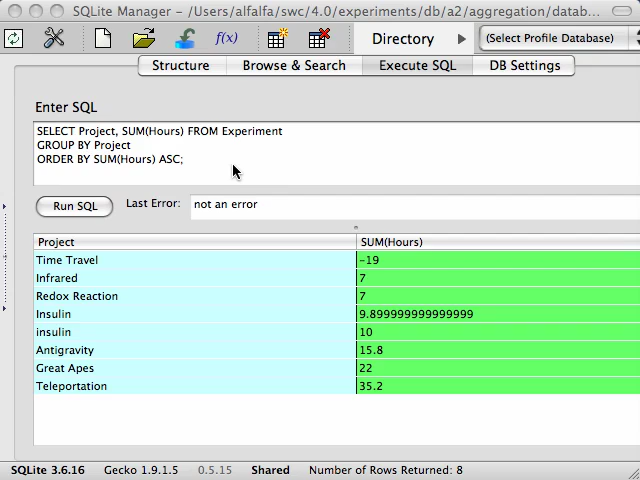 SQLite Manager – /Users/alfalfa/swc/4.0/experiments/db/a2/aggregation/datab...
f(x)
Directory
(Select Profile Database)
Structure
Browse & Search
Execute SQL
DB Settings
Enter SQL
SELECT Project, SUM(Hours) FROM Experiment
GROUP BY Project
ORDER BY SUM(Hours) ASC;
Run SQL
Last Error:
not an error
Project SUM(Hours)
Time Travel -19
Infrared 7
Redox Reaction 7
Insulin 9.899999999999999
insulin 10
Antigravity 15.8
Great Apes 22
Teleportation 35.2
SQLite 3.6.16 Gecko 1.9.1.5 0.5.15 Shared Number of Rows Returned: 8